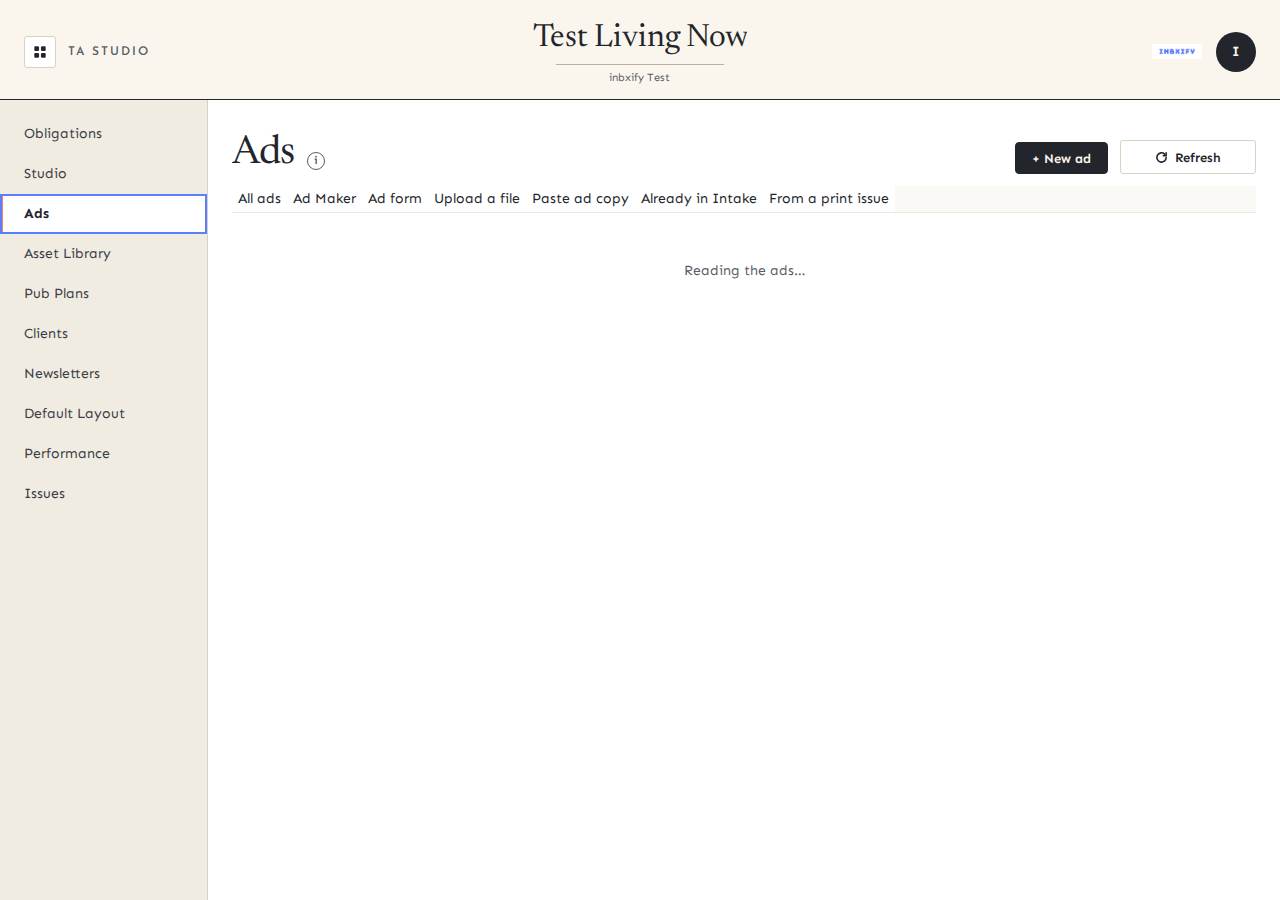 TA STUDIO
Test Living Now
inbxify Test
INBXIFY
I
Obligations
Studio
Ads
Asset Library
Pub Plans
Clients
Newsletters
Default Layout
Performance
Issues
Ads
i
+ New ad
Refresh
All ads Ad Maker Ad form Upload a file Paste ad copy Already in Intake From a print issue
Reading the ads...